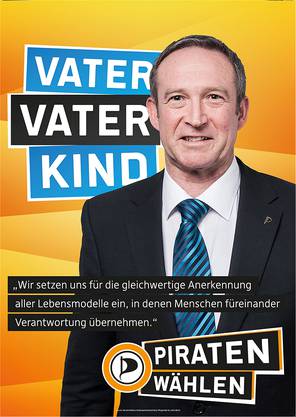 VATER
VATER
KIND
„Wir setzen uns für die gleichwertige Anerkennung
aller Lebensmodelle ein, in denen Menschen füreinander
Verantwortung übernehmen.“
PIRATEN
WÄHLEN